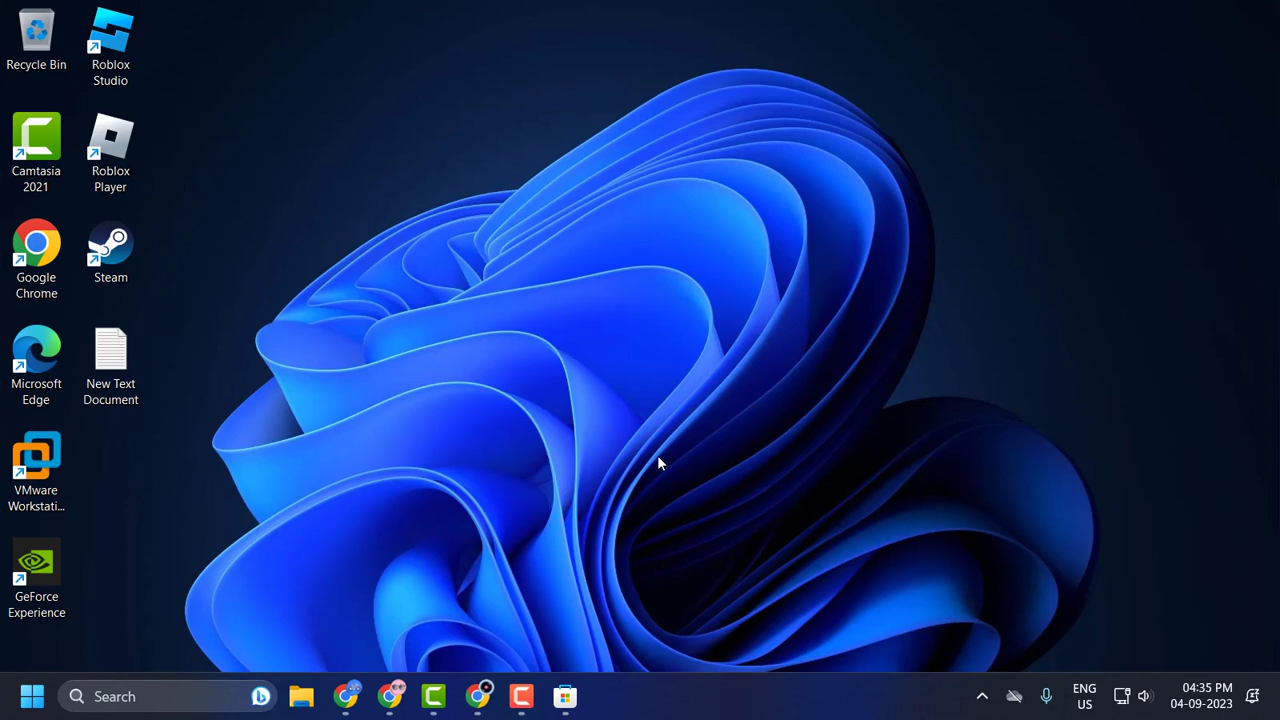 Recycle Bin
Roblox
Studio
Camtasia
2021
Roblox
Player
Google
Chrome
Steam
Microsoft
Edge
New Text
Document
VMware
Workstati...
GeForce
Experience
Search
ENG
US
04:35 PM
04-09-2023